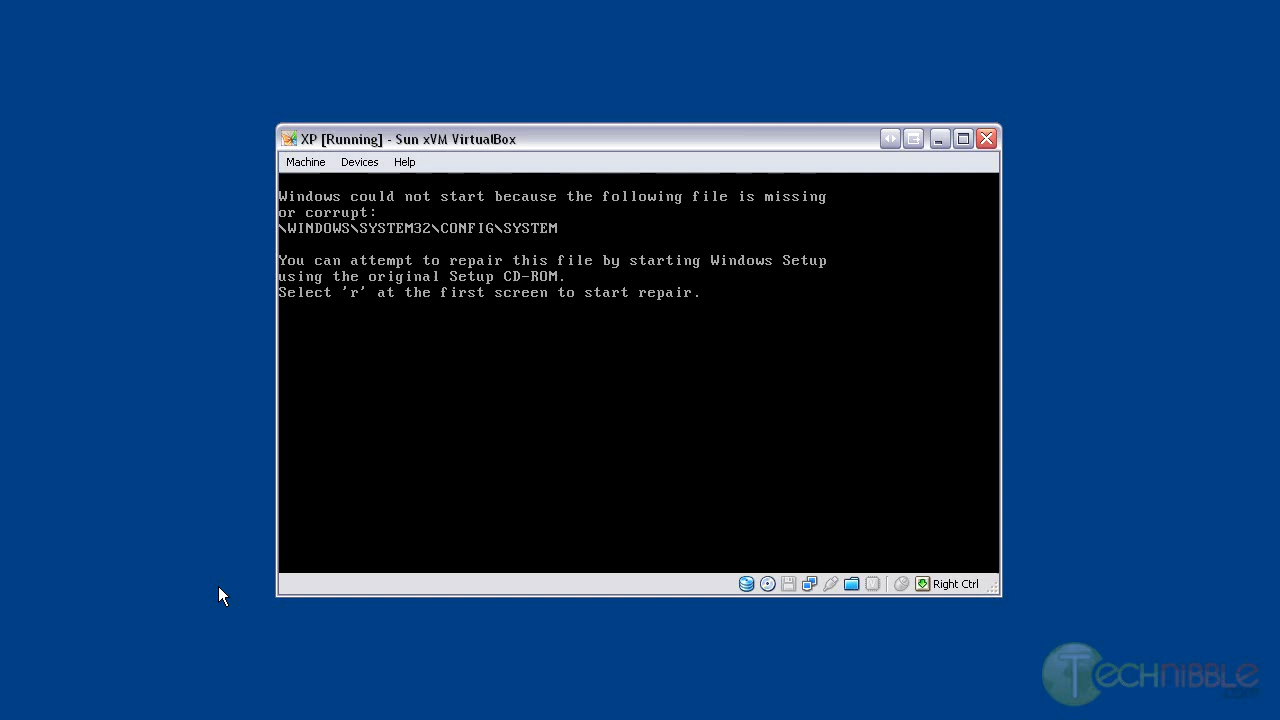 XP [Running] - Sun xVM VirtualBox
Machine Devices Help
Windows could not start because the following file is missing
or corrupt:
\WINDOWS\SYSTEM32\CONFIG\SYSTEM
You can attempt to repair this file by starting Windows Setup
using the original Setup CD-ROM.
Select 'r' at the first screen to start repair.
Right Ctrl
TECHNIBBLE